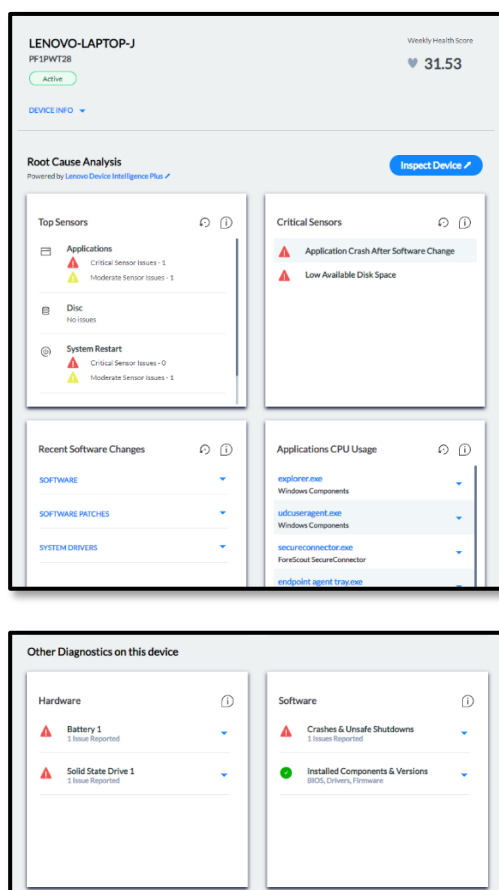 LENOVO-LAPTOP-J
PF1PWT28
Active
DEVICE INFO
Weekly Health Score
31.53
Root Cause Analysis
Powered by Lenovo Device Intelligence Plus
Inspect Device
Top Sensors
Applications
Critical Sensor Issues - 1
Moderate Sensor Issues - 1
Disc
No issues
System Restart
Critical Sensor Issues - 0
Moderate Sensor Issues - 1
Critical Sensors
Application Crash After Software Change
Low Available Disk Space
Recent Software Changes
SOFTWARE
SOFTWARE PATCHES
SYSTEM DRIVERS
Applications CPU Usage
explorer.exe
Windows Components
udcuseragent.exe
Windows Components
secureconnector.exe
ForeScout SecureConnector
endpoint agent tray.exe
Other Diagnostics on this device
Hardware
Battery 1
1 Issue Reported
Solid State Drive 1
1 Issue Reported
Software
Crashes & Unsafe Shutdowns
1 Issues Reported
Installed Components & Versions
BIOS, Drivers, Firmware